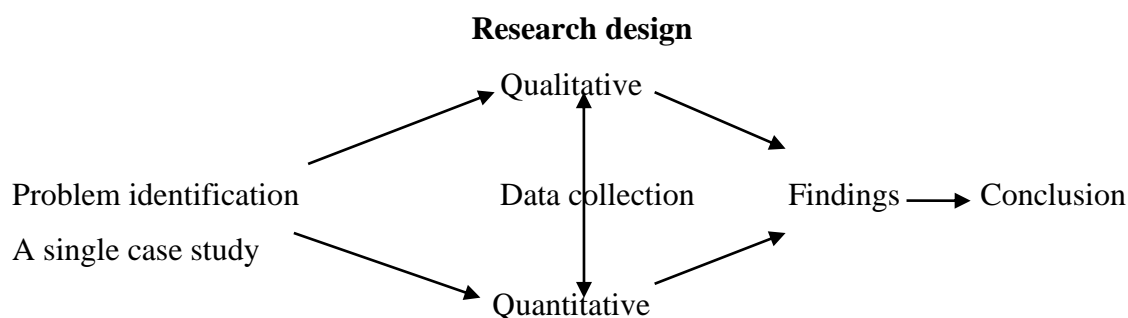 Research design
Qualitative
Problem identification Data collection Findings Conclusion
A single case study
Quantitative